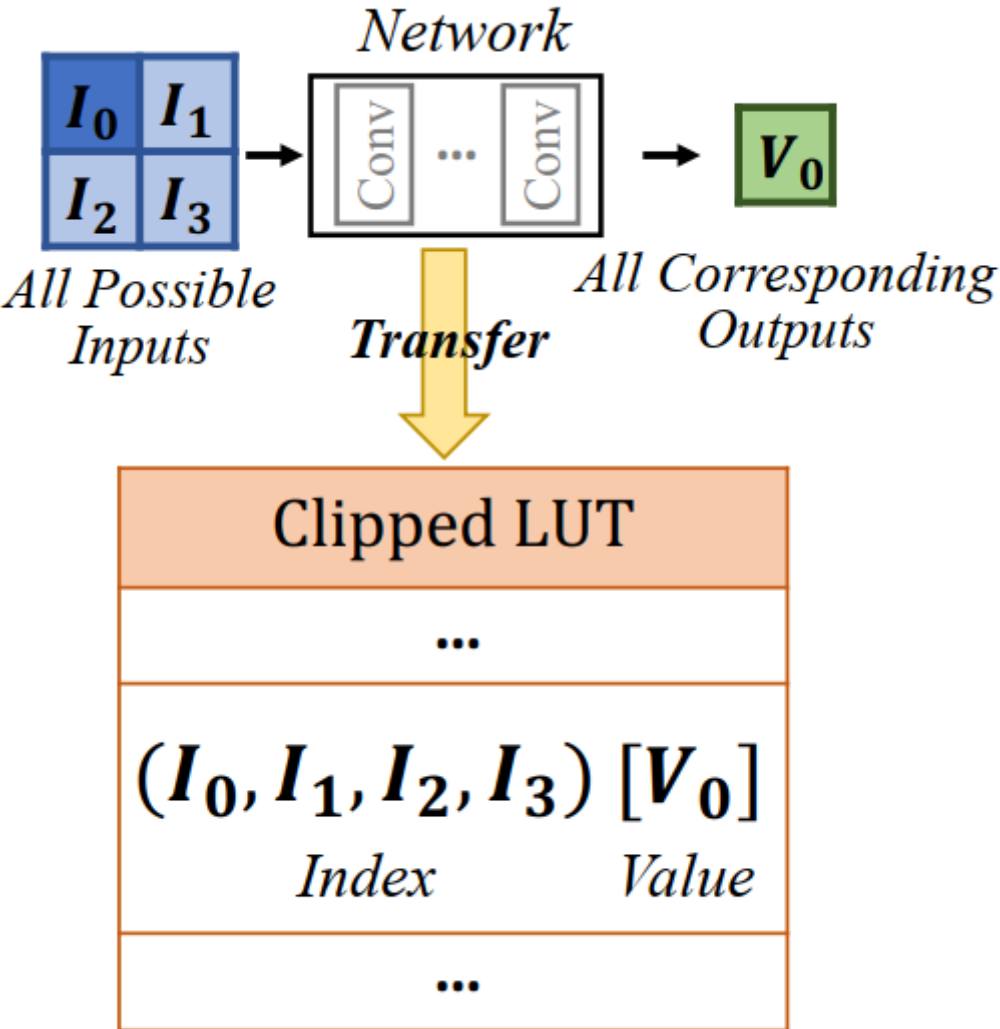 Network
I₀ I₁
I₂ I₃
Conv ... Conv
V₀
All Possible
Inputs
All Corresponding
Outputs
Transfer
Clipped LUT
...
(I₀, I₁, I₂, I₃) [V₀]
Index Value
...